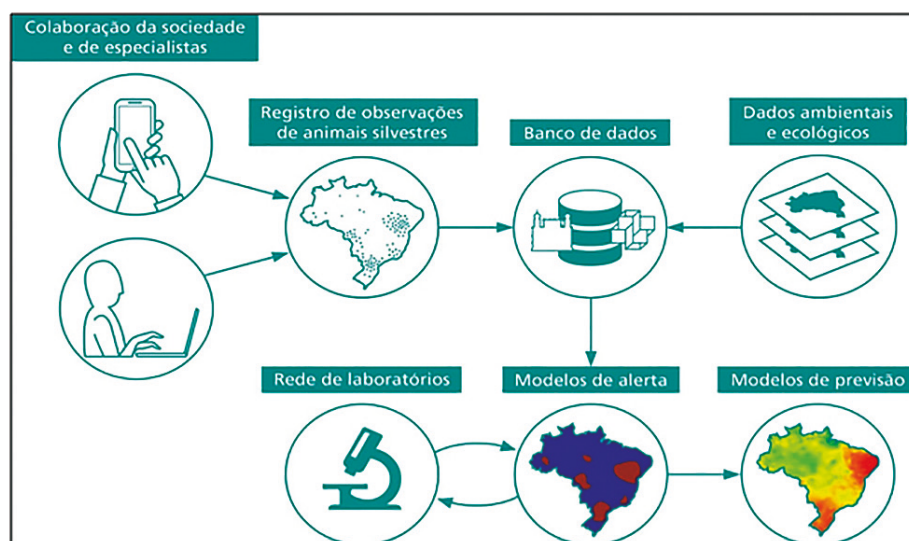 Colaboração da sociedade
e de especialistas
Registro de observações
de animais silvestres
Banco de dados
Dados ambientais
e ecológicos
Rede de laboratórios
Modelos de alerta
Modelos de previsão